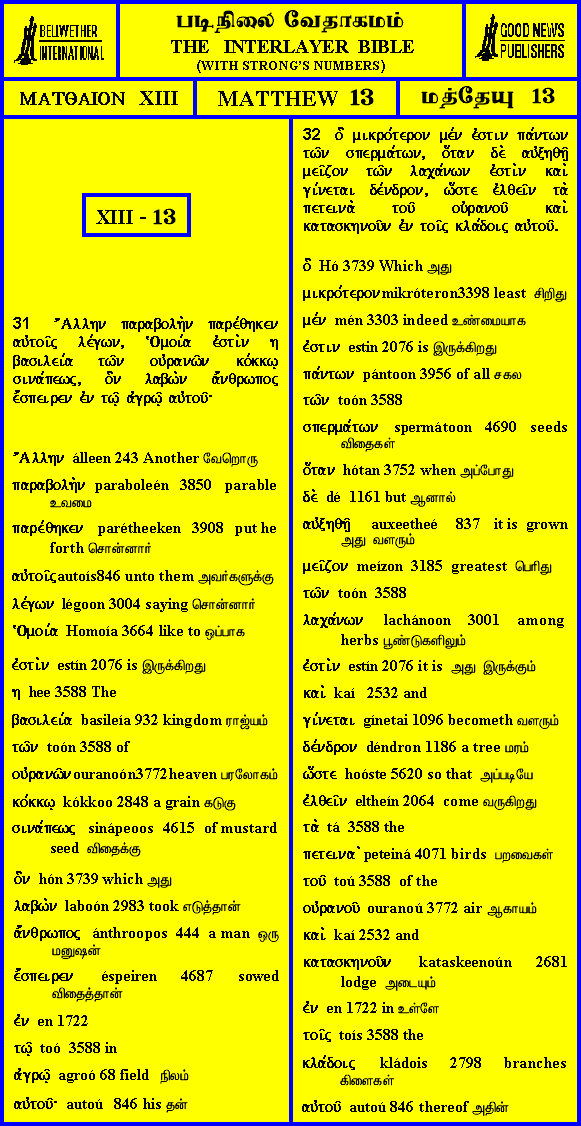 BELLWETHER
INTERNATIONAL
படிநிலை வேதாகமம்
THE INTERLAYER BIBLE
(WITH STRONG'S NUMBERS)
GOOD NEWS
PUBLISHERS
ΜΑΤΘΑΙΟΝ XIII
MATTHEW 13
மத்தேயு 13
XIII - 13
31 Ἄλλην παραβολὴν παρέθηκεν
αὐτοῖς λέγων, Ὁμοία ἐστὶν η
βασιλεία τῶν οὐρανῶν κόκκῳ
σινάπεως, ὃν λαβὼν ἄνθρωπος
ἔσπειρεν ἐν τῷ ἀγρῷ αὐτοῦ·
Ἄλλην álleen 243 Another வேறொரு
παραβολὴν paraboleén 3850 parable
உவமை
παρέθηκεν parétheeken 3908 put he
forth சொன்னார்
αὐτοῖς autoís846 unto them அவர்களுக்கு
λέγων légoon 3004 saying சொன்னார்
Ὁμοία Homoía 3664 like to ஒப்பாக
ἐστὶν estín 2076 is இருக்கிறது
η hee 3588 The
βασιλεία basileía 932 kingdom ராஜ்யம்
τῶν toón 3588 of
οὐρανῶν ouranoón3772 heaven பரலோகம்
κόκκῳ kókkoo 2848 a grain கடுகு
σινάπεως sinápeoos 4615 of mustard
seed விதைக்கு
ὃν hón 3739 which அது
λαβὼν laboón 2983 took எடுத்தான்
ἄνθρωπος ánthroopos 444 a man ஒரு
மனுஷன்
ἔσπειρεν éspeiren 4687 sowed
விதைத்தான்
ἐν en 1722
τῷ toó 3588 in
ἀγρῷ agroó 68 field நிலம்
αὐτοῦ· autoú 846 his தன்
32 ὃ μικρότερον μέν ἐστιν πάντων
τῶν σπερμάτων, ὅταν δὲ αὐξηθῇ
μεῖζον τῶν λαχάνων ἐστὶν καὶ
γίνεται δένδρον, ὥστε ἐλθεῖν τὰ
πετεινὰ τοῦ οὐρανοῦ καὶ
κατασκηνοῦν ἐν τοῖς κλάδοις αὐτοῦ.
ὃ Hó 3739 Which அது
μικρότερον mikróteron3398 least சிறிது
μέν mén 3303 indeed உண்மையாக
ἐστιν estin 2076 is இருக்கிறது
πάντων pántoon 3956 of all சகல
τῶν toón 3588
σπερμάτων spermátoon 4690 seeds
விதைகள்
ὅταν hótan 3752 when அப்போது
δὲ dé 1161 but ஆனால்
αὐξηθῇ auxeetheé 837 it is grown
அது வளரும்
μεῖζον meízon 3185 greatest பெரிது
τῶν toón 3588
λαχάνων lachánoon 3001 among
herbs பூண்டுகளிலும்
ἐστὶν estín 2076 it is அது இருக்கும்
καὶ kaí 2532 and
γίνεται gínetai 1096 becometh வளரும்
δένδρον déndron 1186 a tree மரம்
ὥστε hoóste 5620 so that அப்படியே
ἐλθεῖν eltheín 2064 come வருகிறது
τὰ tá 3588 the
πετεινα` peteiná 4071 birds பறவைகள்
τοῦ toú 3588 of the
οὐρανοῦ ouranoú 3772 air ஆகாயம்
καὶ kaí 2532 and
κατασκηνοῦν kataskeenoún 2681
lodge அடையும்
ἐν en 1722 in உள்ளே
τοῖς toís 3588 the
κλάδοις kládois 2798 branches
கிளைகள்
αὐτοῦ autoú 846 thereof அதின்